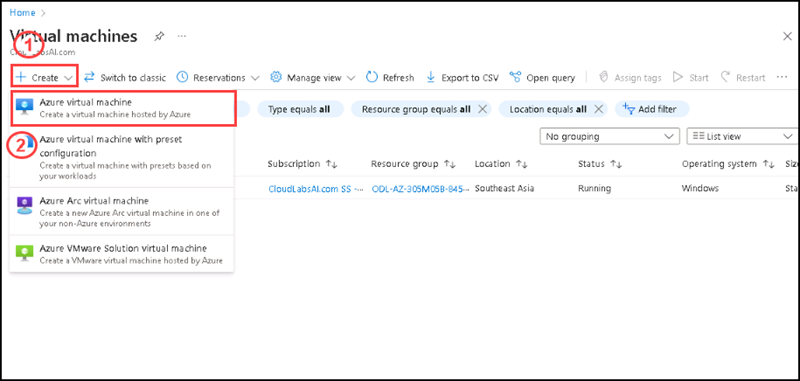 Home >
Virtual machines
1
CloudLabsAI.com
Create
Switch to classic
Reservations
Manage view
Refresh
Export to CSV
Open query
Assign tags
Start
Restart
Azure virtual machine
Create a virtual machine hosted by Azure
Type equals all
Resource group equals all
Location equals all
Add filter
2
Azure virtual machine with preset
configuration
Create a virtual machine with presets based on
your workloads
No grouping
List view
Subscription
Resource group
Location
Status
Operating system
Size
CloudLabsAI.com SS -...
ODL-AZ-305M05B-845...
Southeast Asia
Running
Windows
Sta
Azure Arc virtual machine
Create a new Azure Arc virtual machine in one of
your non-Azure environments
Azure VMware Solution virtual machine
Create a VMware virtual machine hosted by Azure